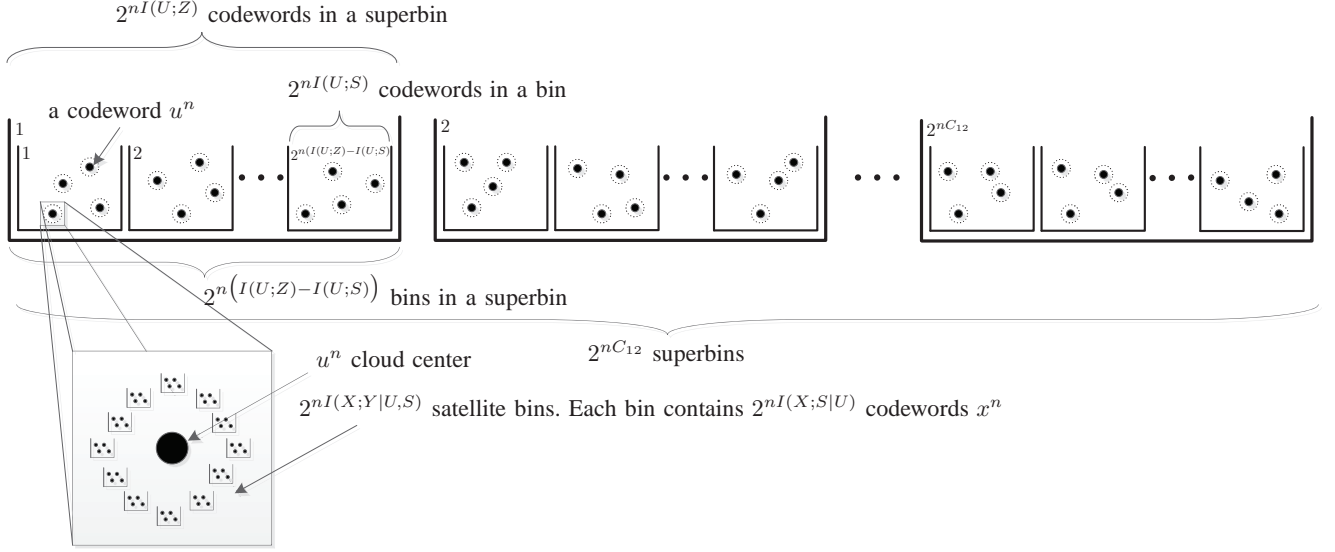 2^{nI(U;Z)} codewords in a superbin
2^{nI(U;S)} codewords in a bin
a codeword u^n
1
2
2^{nC_{12}}
1
2
2^{n(I(U;Z)−I(U;S))}
2^{n(I(U;Z)−I(U;S))} bins in a superbin
2^{nC_{12}} superbins
u^n cloud center
2^{nI(X;Y|U,S)} satellite bins. Each bin contains 2^{nI(X;S|U)} codewords x^n